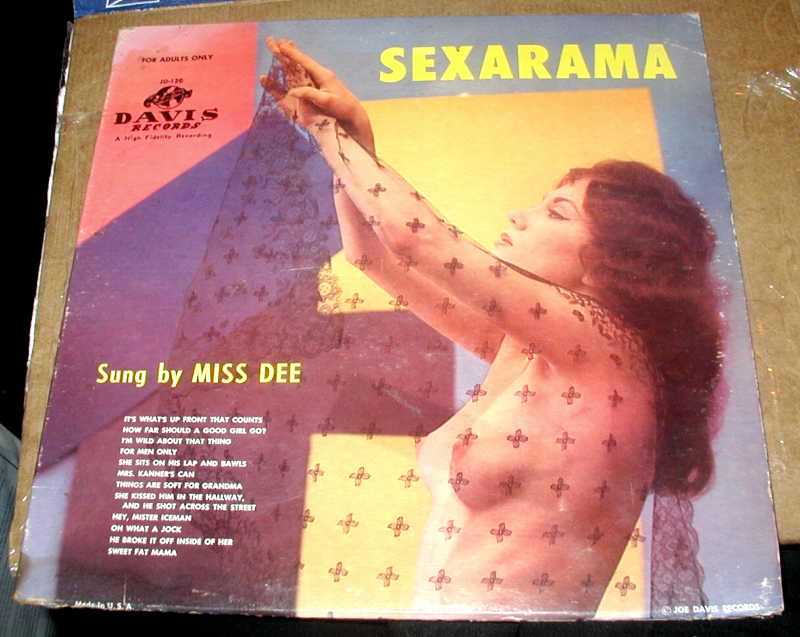 FOR ADULTS ONLY
JD-120
DAVIS
RECORDS
A High Fidelity Recording
SEXARAMA
Sung by MISS DEE
IT'S WHAT'S UP FRONT THAT COUNTS
HOW FAR SHOULD A GOOD GIRL GO?
I'M WILD ABOUT THAT THING
FOR MEN ONLY
SHE SITS ON HIS LAP AND BAWLS
MRS. KANNER'S CAN
THINGS ARE SOFT FOR GRANDMA
SHE KISSED HIM IN THE HALLWAY,
AND HE SHOT ACROSS THE STREET
HEY, MISTER ICEMAN
OH WHAT A JOCK
HE BROKE IT OFF INSIDE OF HER
SWEET FAT MAMA
Made In U. S. A.
© JOE DAVIS RECORDS